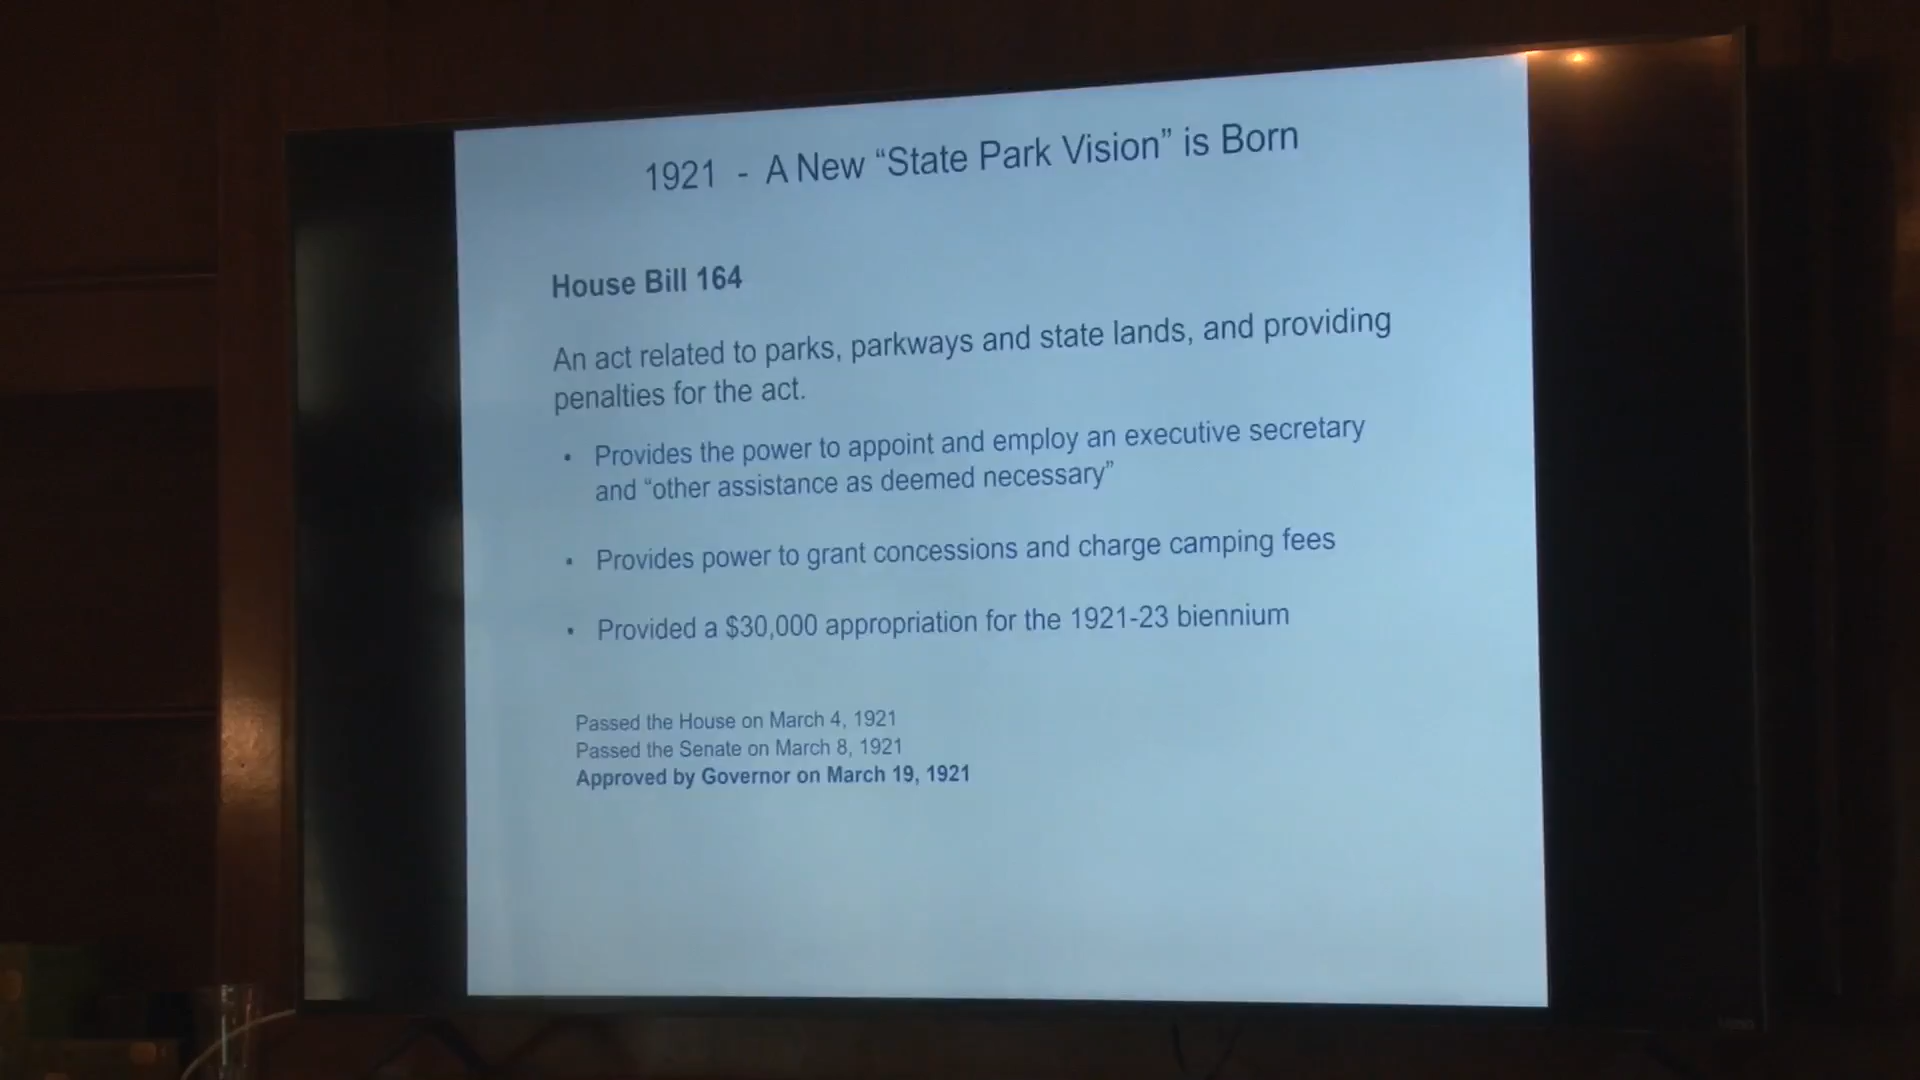 1921 - A New “State Park Vision” is Born
House Bill 164
An act related to parks, parkways and state lands, and providing
penalties for the act.
• Provides the power to appoint and employ an executive secretary
and “other assistance as deemed necessary”
• Provides power to grant concessions and charge camping fees
• Provided a $30,000 appropriation for the 1921-23 biennium
Passed the House on March 4, 1921
Passed the Senate on March 8, 1921
Approved by Governor on March 19, 1921